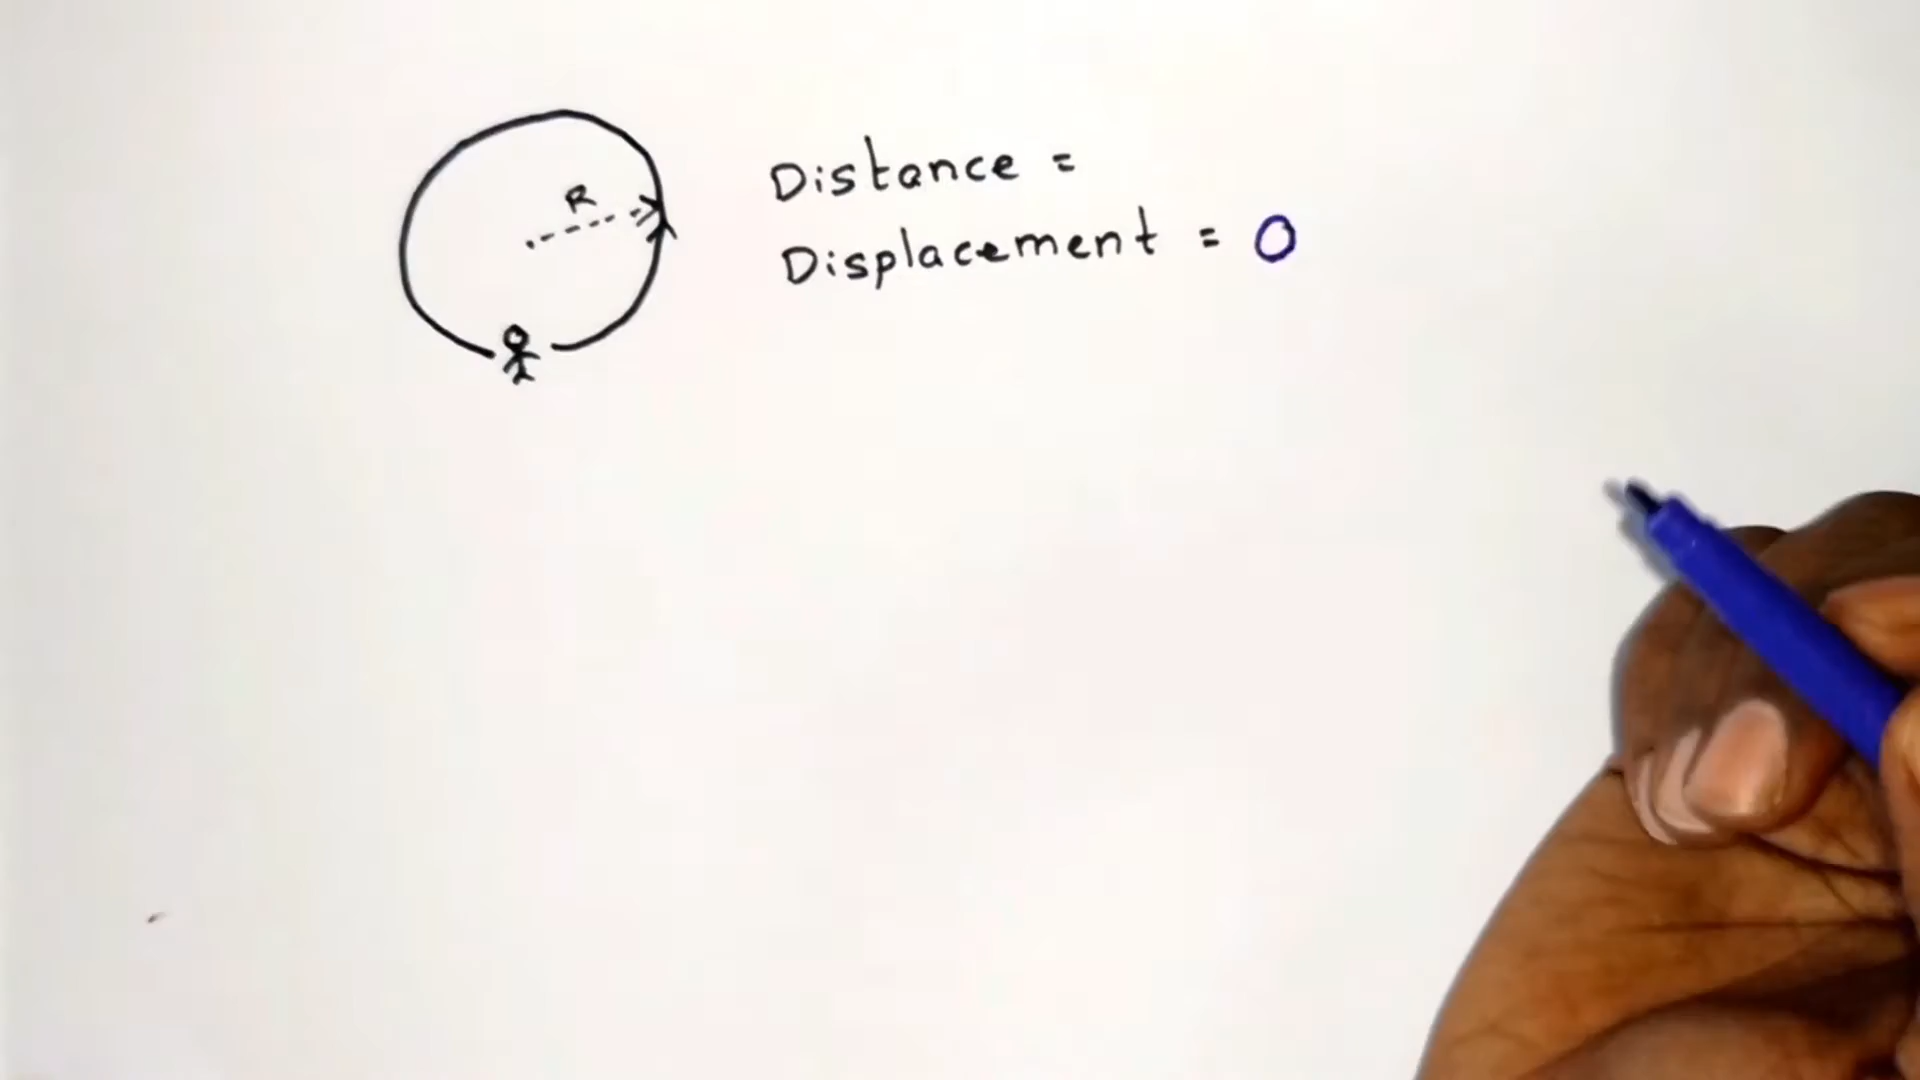 R
Distance =
Displacement = 0